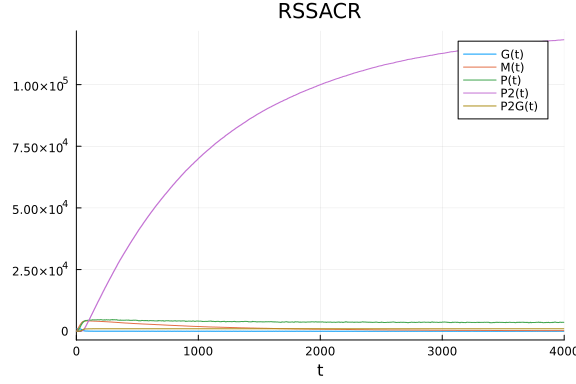 RSSACR
1.00×10⁵
7.50×10⁴
5.00×10⁴
2.50×10⁴
0
0 1000 2000 3000 4000
t
G(t)
M(t)
P(t)
P2(t)
P2G(t)